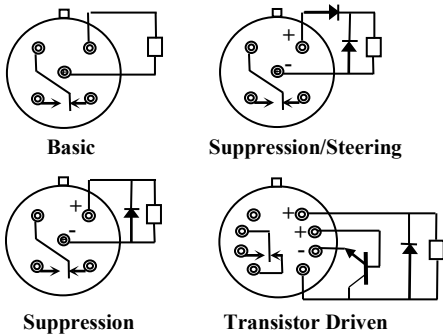 +
-
Basic
Suppression/Steering
+
-
+
+
-
Suppression
Transistor Driven